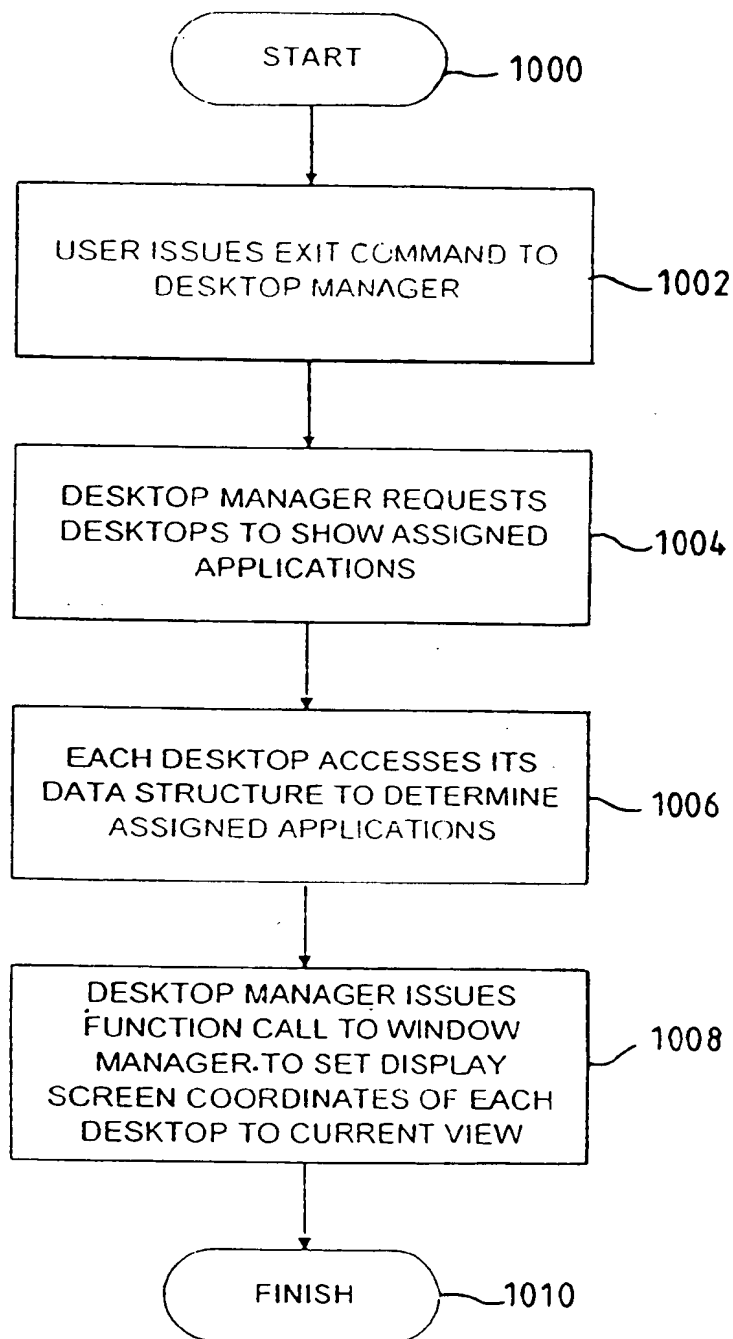 START
1000
USER ISSUES EXIT COMMAND TO
DESKTOP MANAGER
1002
DESKTOP MANAGER REQUESTS
DESKTOPS TO SHOW ASSIGNED
APPLICATIONS
1004
EACH DESKTOP ACCESSES ITS
DATA STRUCTURE TO DETERMINE
ASSIGNED APPLICATIONS
1006
DESKTOP MANAGER ISSUES
FUNCTION CALL TO WINDOW
MANAGER TO SET DISPLAY
SCREEN COORDINATES OF EACH
DESKTOP TO CURRENT VIEW
1008
FINISH
1010